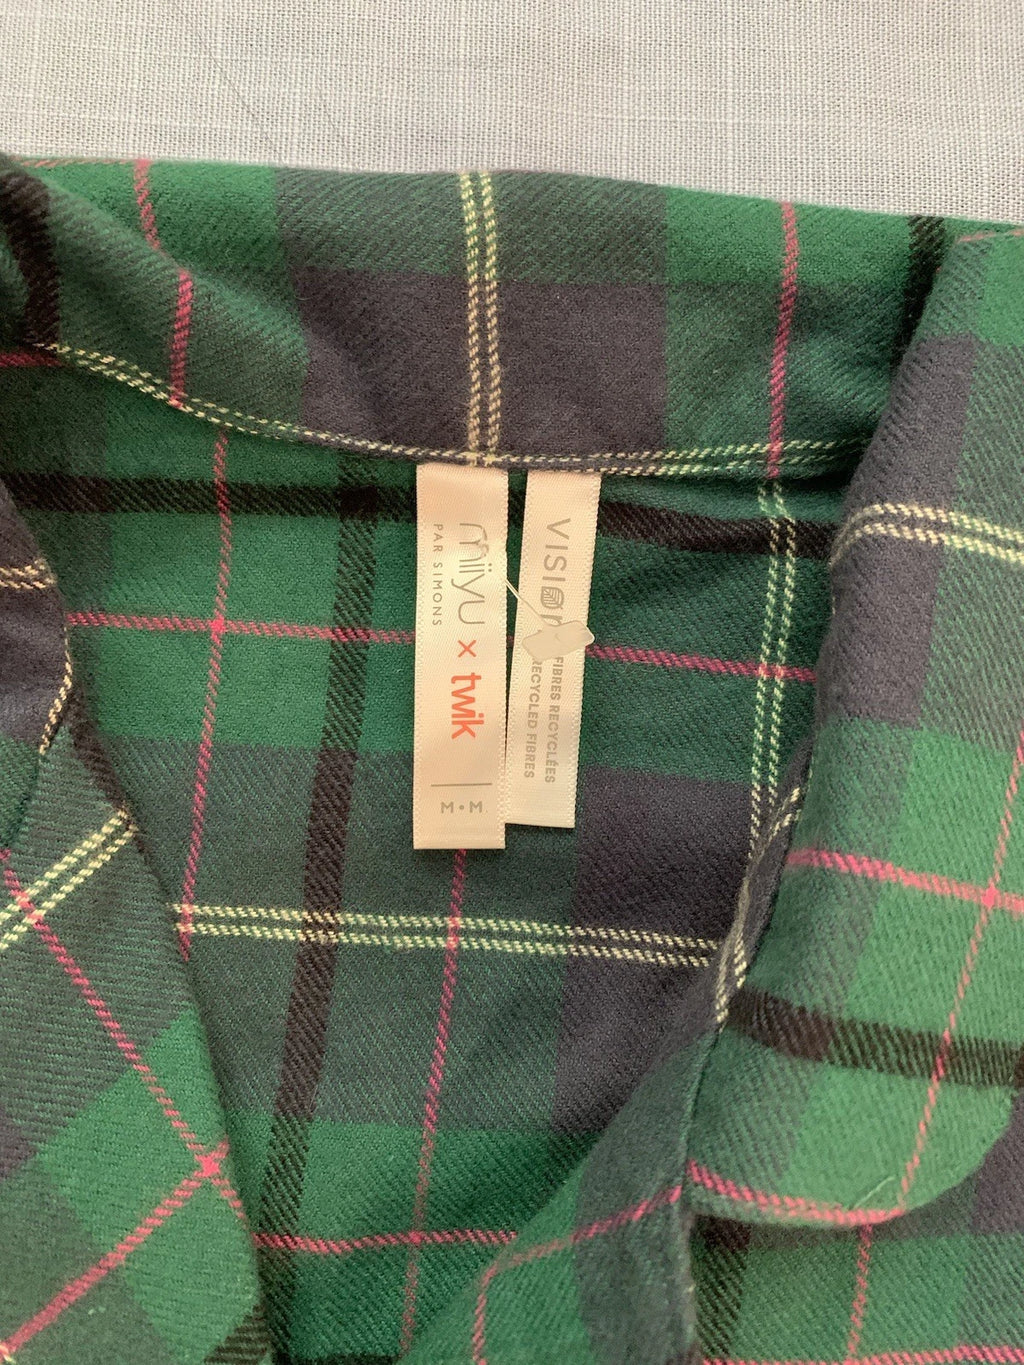 miiyu × twik
PAR SIMONS
M•M
VISION
FIBRES RECYCLÉES
RECYCLED FIBRES